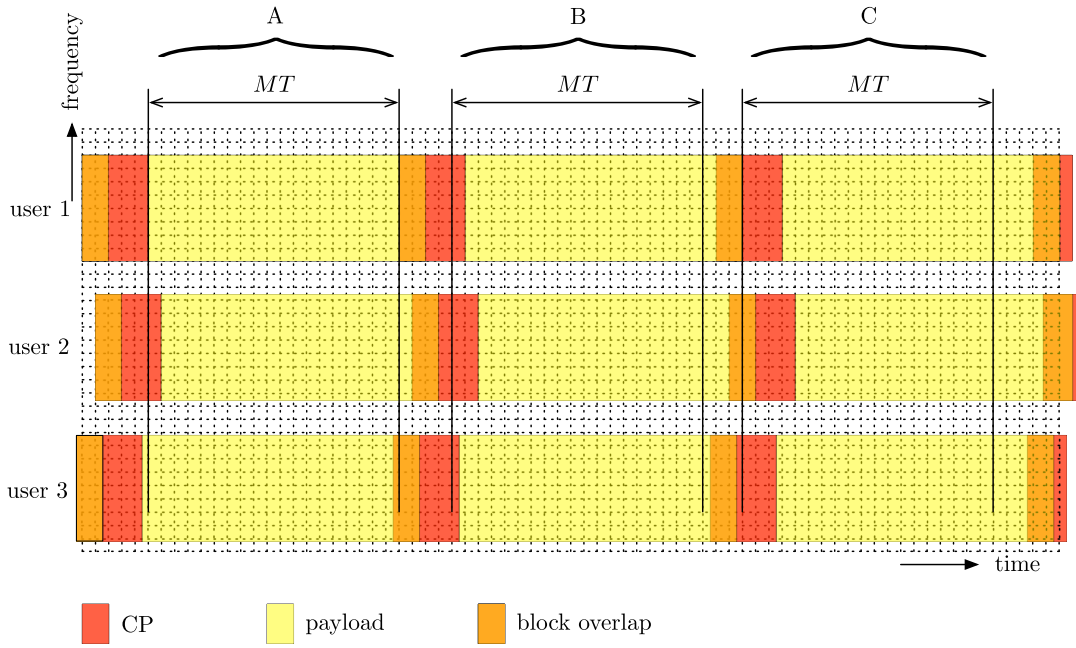 A B C
frequency
MT MT MT
user 1
user 2
user 3
time
CP payload block overlap